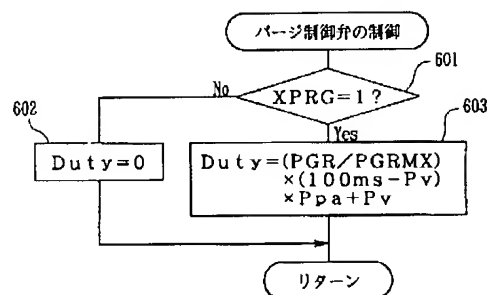 パージ制御弁の制御
601
XPRG=1?
No
Yes
602
603
Duty=0
Duty=(PGR/PGRMX)
×(100ms-Pv)
×Ppa+Pv
リターン